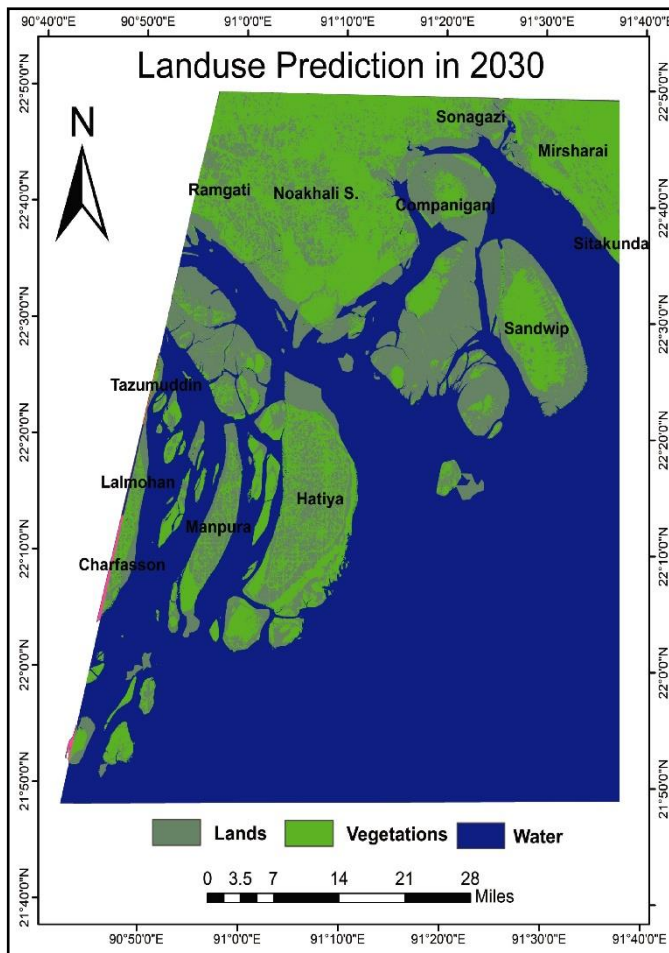 90°40'0"E 90°50'0"E 91°0'0"E 91°10'0"E 91°20'0"E 91°30'0"E 91°40'0"E
Landuse Prediction in 2030
22°50'0"N 22°50'0"N
N
Sonagazi
Mirsharai
Ramgati Noakhali S. Companiganj
22°40'0"N 22°40'0"N
Sitakunda
22°30'0"N 22°30'0"N
Sandwip
Tazumuddin
22°20'0"N 22°20'0"N
Lalmohan
Hatiya
Manpura
22°10'0"N 22°10'0"N
Charfasson
22°0'0"N 22°0'0"N
21°50'0"N 21°50'0"N
Lands Vegetations Water
0 3.5 7 14 21 28
Miles
21°40'0"N 21°40'0"N
90°50'0"E 91°0'0"E 91°10'0"E 91°20'0"E 91°30'0"E 91°40'0"E